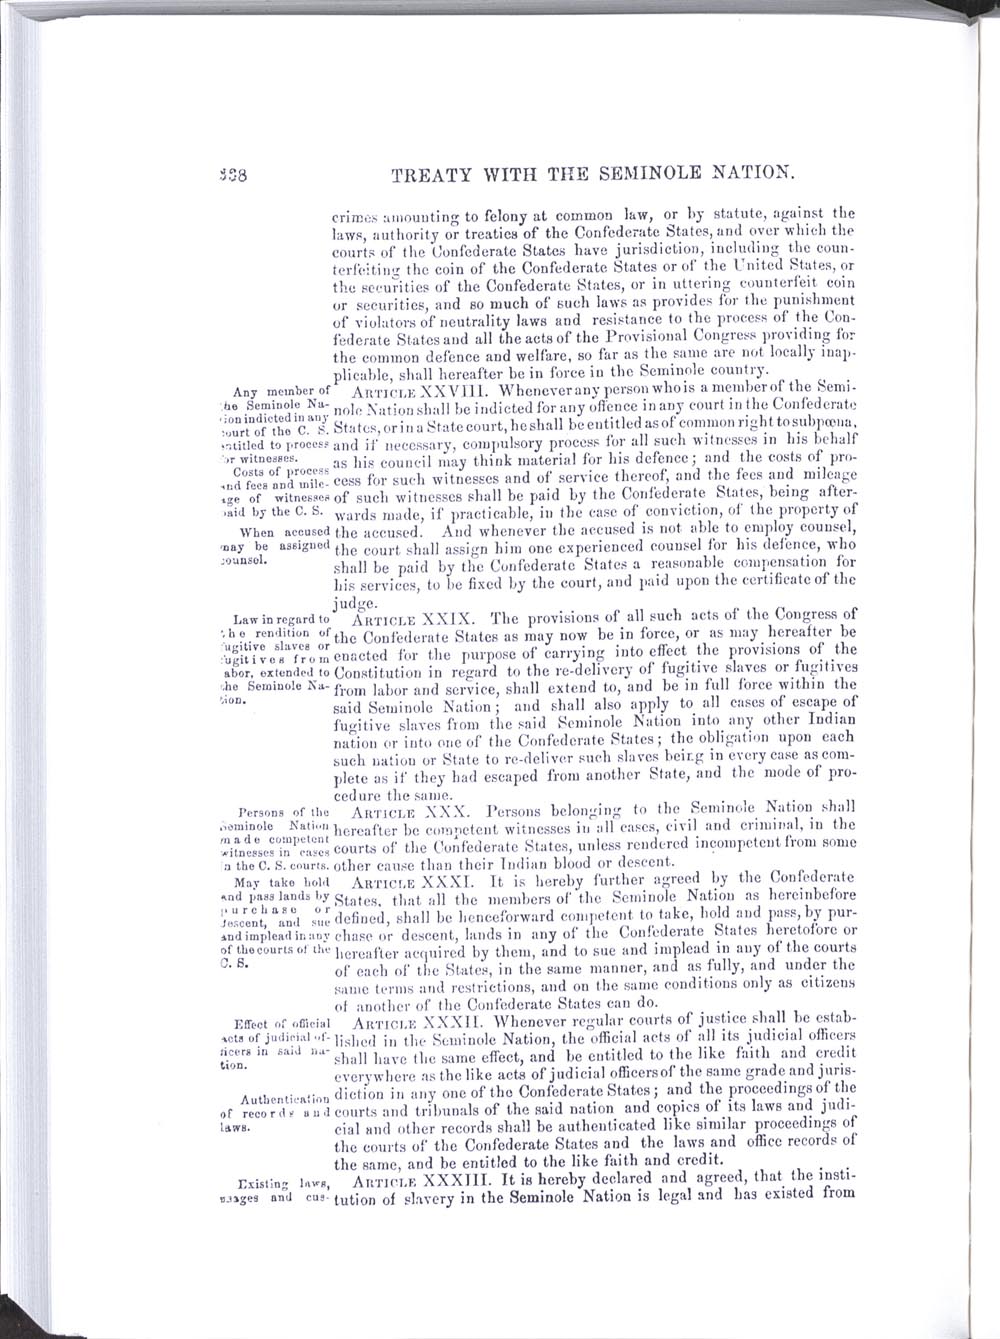 338
TREATY WITH THE SEMINOLE NATION.
crimes amounting to felony at common law, or by statute, against the
laws, authority or treaties of the Confederate States, and over which the
courts of the Confederate States have jurisdiction, including the coun-
terfeiting the coin of the Confederate States or of the United States, or
the securities of the Confederate States, or in uttering counterfeit coin
or securities, and so much of such laws as provides for the punishment
of violators of neutrality laws and resistance to the process of the Con-
federate States and all the acts of the Provisional Congress providing for
the common defence and welfare, so far as the same are not locally inap-
plicable, shall hereafter be in force in the Seminole country.
Any member of
the Seminole Na-
tion indicted in any
court of the C. S.
entitled to process
or witnesses.
Costs of process
and fees and mile-
age of witnesses
paid by the C. S.
When accused
may be assigned
counsel.
ARTICLE XXVIII. Whenever any person who is a member of the Semi-
nole Nation shall be indicted for any offence in any court in the Confederate
States, or in a State court, he shall be entitled as of common right to subpœna,
and if necessary, compulsory process for all such witnesses in his behalf
as his council may think material for his defence; and the costs of pro-
cess for such witnesses and of service thereof, and the fees and mileage
of such witnesses shall be paid by the Confederate States, being after-
wards made, if practicable, in the case of conviction, of the property of
the accused. And whenever the accused is not able to employ counsel,
the court shall assign him one experienced counsel for his defence, who
shall be paid by the Confederate States a reasonable compensation for
his services, to be fixed by the court, and paid upon the certificate of the
judge.
Law in regard to
the rendition of
fugitive slaves or
fugitives from
labor, extended to
the Seminole Na-
tion.
ARTICLE XXIX. The provisions of all such acts of the Congress of
the Confederate States as may now be in force, or as may hereafter be
enacted for the purpose of carrying into effect the provisions of the
Constitution in regard to the re-delivery of fugitive slaves or fugitives
from labor and service, shall extend to, and be in full force within the
said Seminole Nation; and shall also apply to all cases of escape of
fugitive slaves from the said Seminole Nation into any other Indian
nation or into one of the Confederate States; the obligation upon each
such nation or State to re-deliver such slaves being in every case as com-
plete as if they had escaped from another State, and the mode of pro-
cedure the same.
Persons of the
Seminole Nation
made competent
witnesses in cases
in the C. S. courts.
ARTICLE XXX. Persons belonging to the Seminole Nation shall
hereafter be competent witnesses in all cases, civil and criminal, in the
courts of the Confederate States, unless rendered incompetent from some
other cause than their Indian blood or descent.
May take hold
and pass lands by
purchase or
descent, and sue
and implead in any
of the courts of the
C. S.
ARTICLE XXXI. It is hereby further agreed by the Confederate
States, that all the members of the Seminole Nation as hereinbefore
defined, shall be henceforward competent to take, hold and pass, by pur-
chase or descent, lands in any of the Confederate States heretofore or
hereafter acquired by them, and to sue and implead in any of the courts
of each of the States, in the same manner, and as fully, and under the
same terms and restrictions, and on the same conditions only as citizens
of another of the Confederate States can do.
Effect of official
acts of judicial of-
ficers in said na-
tion.
Authentication
of records and
laws.
ARTICLE XXXII. Whenever regular courts of justice shall be estab-
lished in the Seminole Nation, the official acts of all its judicial officers
shall have the same effect, and be entitled to the like faith and credit
everywhere as the like acts of judicial officers of the same grade and juris-
diction in any one of the Confederate States; and the proceedings of the
courts and tribunals of the said nation and copies of its laws and judi-
cial and other records shall be authenticated like similar proceedings of
the courts of the Confederate States and the laws and office records of
the same, and be entitled to the like faith and credit.
Existing laws,
usages and cus-
ARTICLE XXXIII. It is hereby declared and agreed, that the insti-
tution of slavery in the Seminole Nation is legal and has existed from